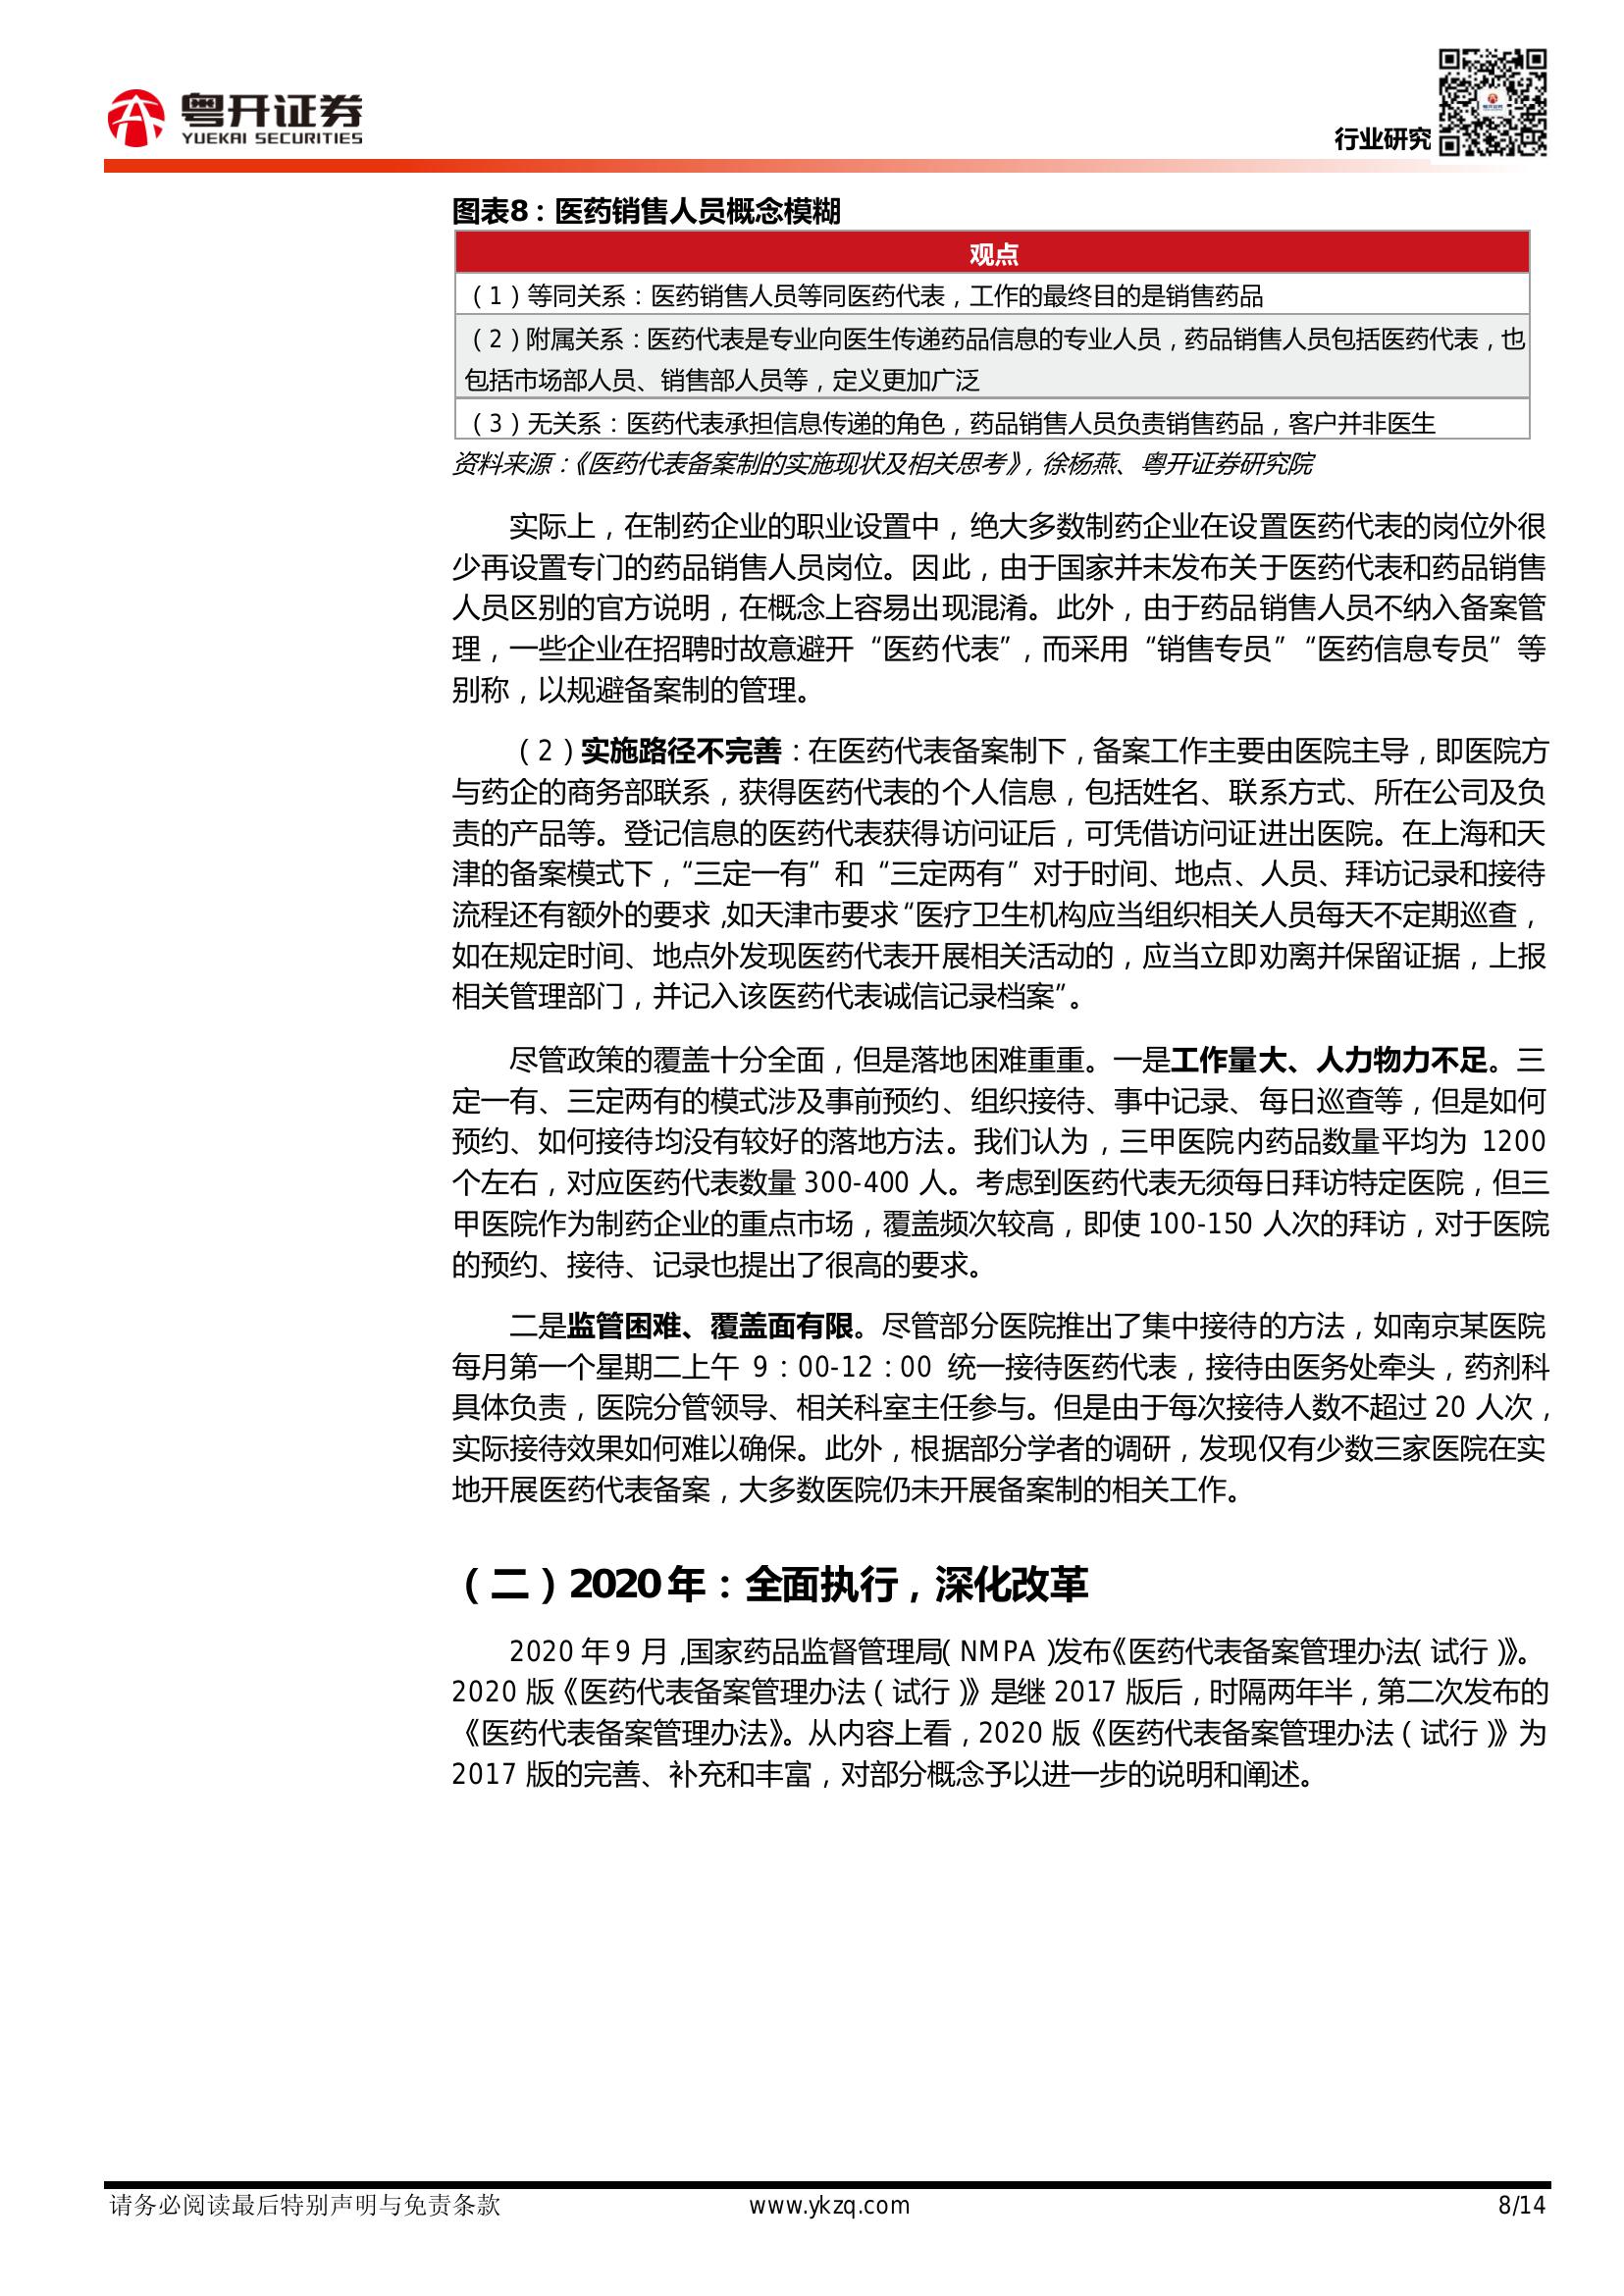 粤开证券
YUEKAI SECURITIES
行业研究
图表8：医药销售人员概念模糊
观点
（1）等同关系：医药销售人员等同医药代表，工作的最终目的是销售药品
（2）附属关系：医药代表是专业向医生传递药品信息的专业人员，药品销售人员包括医药代表，也
包括市场部人员、销售部人员等，定义更加广泛
（3）无关系：医药代表承担信息传递的角色，药品销售人员负责销售药品，客户并非医生
资料来源：《医药代表备案制的实施现状及相关思考》，徐杨燕、粤开证券研究院
实际上，在制药企业的职业设置中，绝大多数制药企业在设置医药代表的岗位外很
少再设置专门的药品销售人员岗位。因此，由于国家并未发布关于医药代表和药品销售
人员区别的官方说明，在概念上容易出现混淆。此外，由于药品销售人员不纳入备案管
理，一些企业在招聘时故意避开“医药代表”，而采用“销售专员”“医药信息专员”等
别称，以规避备案制的管理。
（2）实施路径不完善：在医药代表备案制下，备案工作主要由医院主导，即医院方
与药企的商务部联系，获得医药代表的个人信息，包括姓名、联系方式、所在公司及负
责的产品等。登记信息的医药代表获得访问证后，可凭借访问证进出医院。在上海和天
津的备案模式下，“三定一有”和“三定两有”对于时间、地点、人员、拜访记录和接待
流程还有额外的要求，如天津市要求“医疗卫生机构应当组织相关人员每天不定期巡查，
如在规定时间、地点外发现医药代表开展相关活动的，应当立即劝离并保留证据，上报
相关管理部门，并记入该医药代表诚信记录档案”。
尽管政策的覆盖十分全面，但是落地困难重重。一是工作量大、人力物力不足。三
定一有、三定两有的模式涉及事前预约、组织接待、事中记录、每日巡查等，但是如何
预约、如何接待均没有较好的落地方法。我们认为，三甲医院内药品数量平均为 1200
个左右，对应医药代表数量 300-400 人。考虑到医药代表无须每日拜访特定医院，但三
甲医院作为制药企业的重点市场，覆盖频次较高，即使 100-150 人次的拜访，对于医院
的预约、接待、记录也提出了很高的要求。
二是监管困难、覆盖面有限。尽管部分医院推出了集中接待的方法，如南京某医院
每月第一个星期二上午 9：00-12：00 统一接待医药代表，接待由医务处牵头，药剂科
具体负责，医院分管领导、相关科室主任参与。但是由于每次接待人数不超过 20 人次，
实际接待效果如何难以确保。此外，根据部分学者的调研，发现仅有少数三家医院在实
地开展医药代表备案，大多数医院仍未开展备案制的相关工作。
（二）2020 年：全面执行，深化改革
2020 年 9 月，国家药品监督管理局（NMPA）发布《医药代表备案管理办法（试行）》。
2020 版《医药代表备案管理办法（试行）》是继 2017 版后，时隔两年半，第二次发布的
《医药代表备案管理办法》。从内容上看，2020 版《医药代表备案管理办法（试行）》为
2017 版的完善、补充和丰富，对部分概念予以进一步的说明和阐述。
请务必阅读最后特别声明与免责条款
www.ykzq.com
8/14